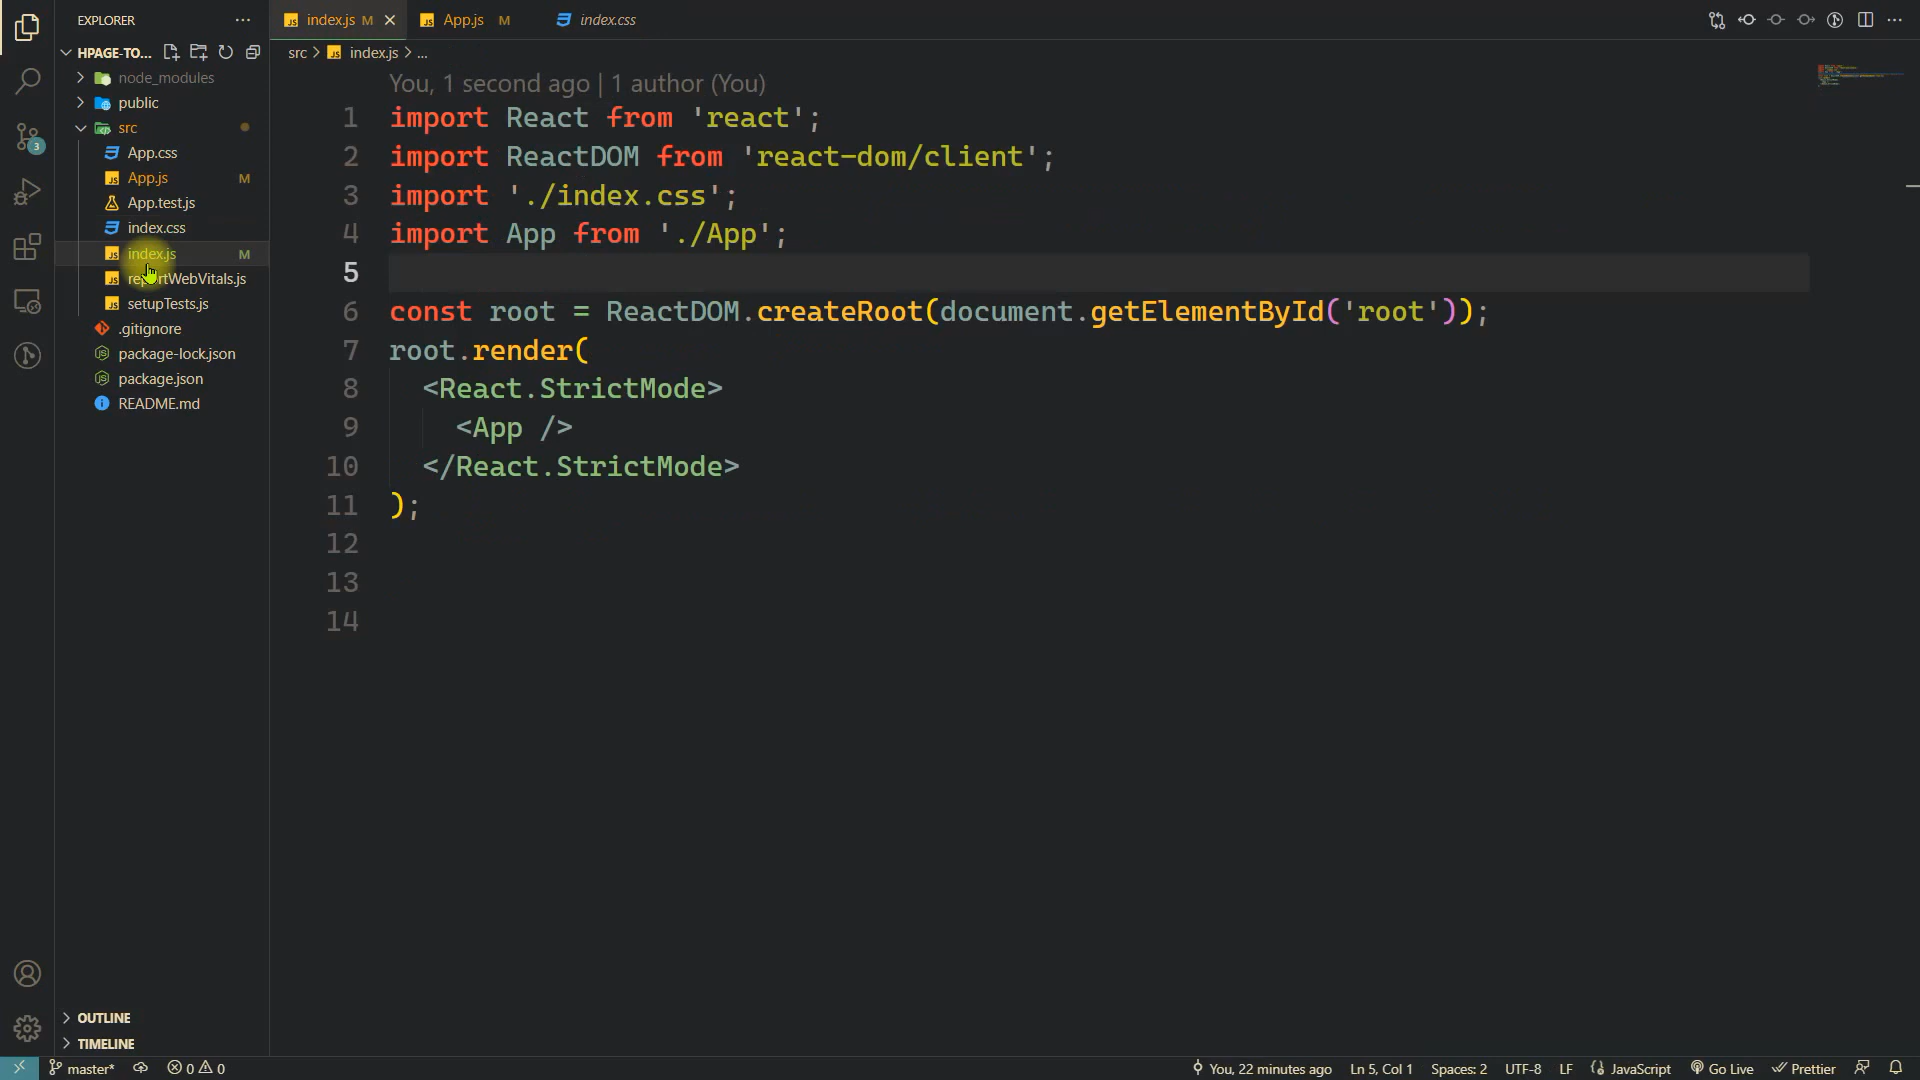 EXPLORER
HPAGE-TO...
node_modules
public
src
App.css
App.js M
App.test.js
index.css
index.js M
setupTests.js
.gitignore
package-lock.json
package.json
README.md
OUTLINE
TIMELINE
3
index.js M
App.js M
index.css
src > index.js > ...
You, 1 second ago | 1 author (You)
1 import React from 'react';
2 import ReactDOM from 'react-dom/client';
3 import './index.css';
4 import App from './App';
5
6 const root = ReactDOM.createRoot(document.getElementById('root'));
7 root.render(
8 <React.StrictMode>
9 <App />
10 </React.StrictMode>
11 );
12
13
14
master* 0 0 You, 22 minutes ago Ln 5, Col 1 Spaces: 2 UTF-8 LF JavaScript Go Live Prettier